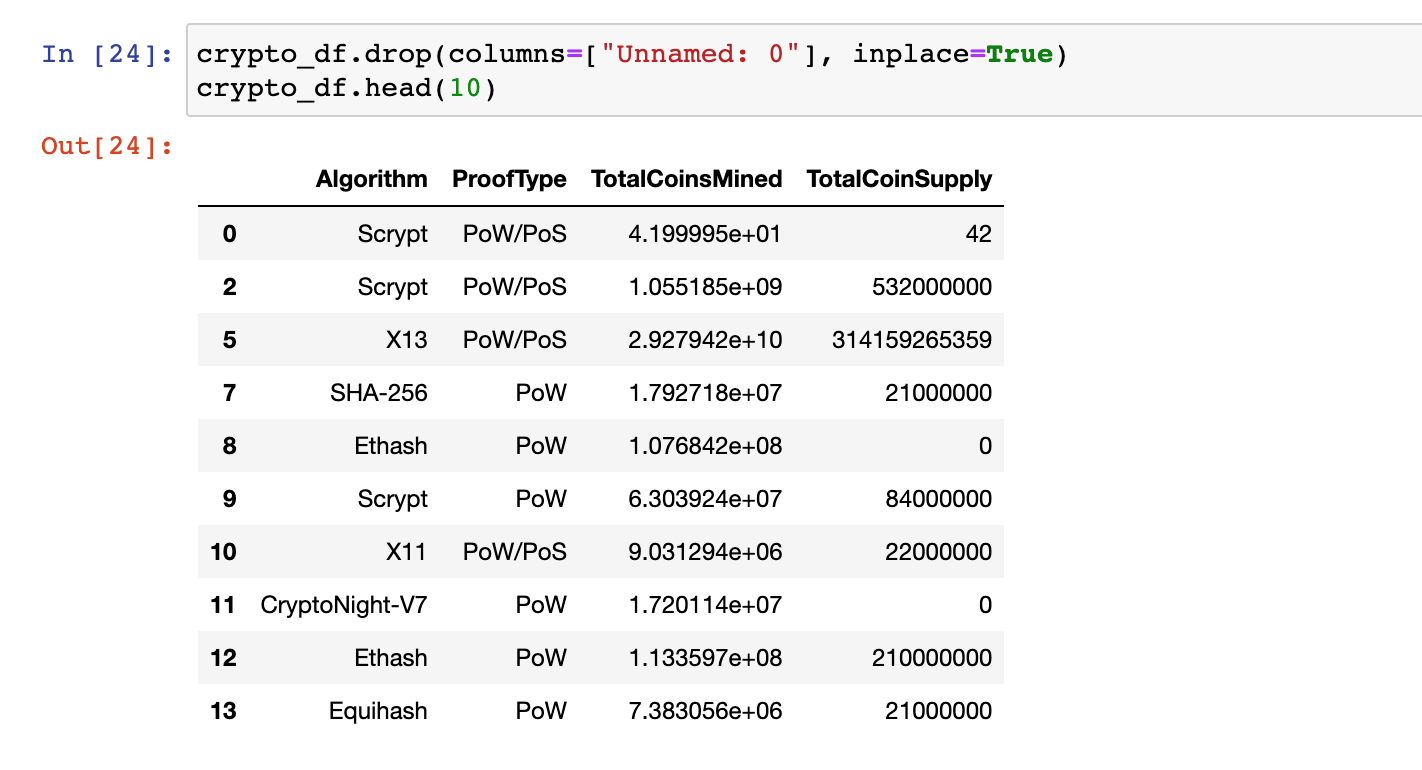 In [24]: crypto_df.drop(columns=["Unnamed: 0"], inplace=True)
crypto_df.head(10)
Out[24]:
Algorithm ProofType TotalCoinsMined TotalCoinSupply
0 Scrypt PoW/PoS 4.199995e+01 42
2 Scrypt PoW/PoS 1.055185e+09 532000000
5 X13 PoW/PoS 2.927942e+10 314159265359
7 SHA-256 PoW 1.792718e+07 21000000
8 Ethash PoW 1.076842e+08 0
9 Scrypt PoW 6.303924e+07 84000000
10 X11 PoW/PoS 9.031294e+06 22000000
11 CryptoNight-V7 PoW 1.720114e+07 0
12 Ethash PoW 1.133597e+08 210000000
13 Equihash PoW 7.383056e+06 21000000